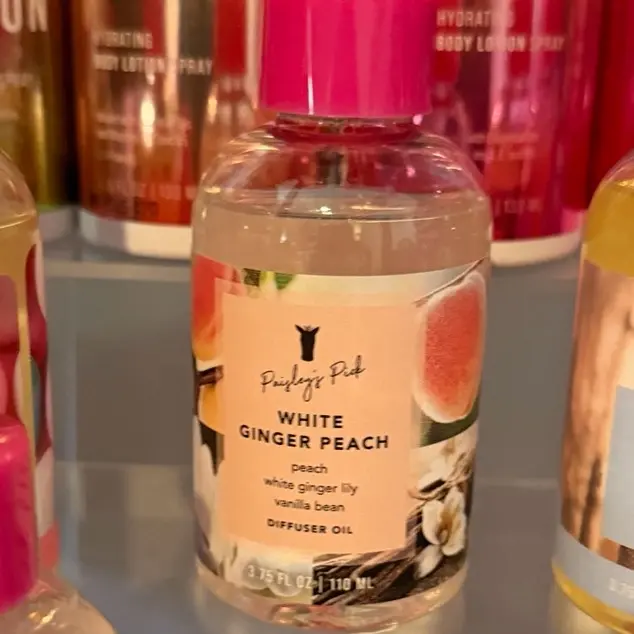 ON
HYDRATING
BODY LOTION SPRAY
HYDRATING
BODY LOTION SPRAY
Paisley's Pick
WHITE
GINGER PEACH
peach
white ginger lily
vanilla bean
DIFFUSER OIL
3.75 FL OZ | 110 ML